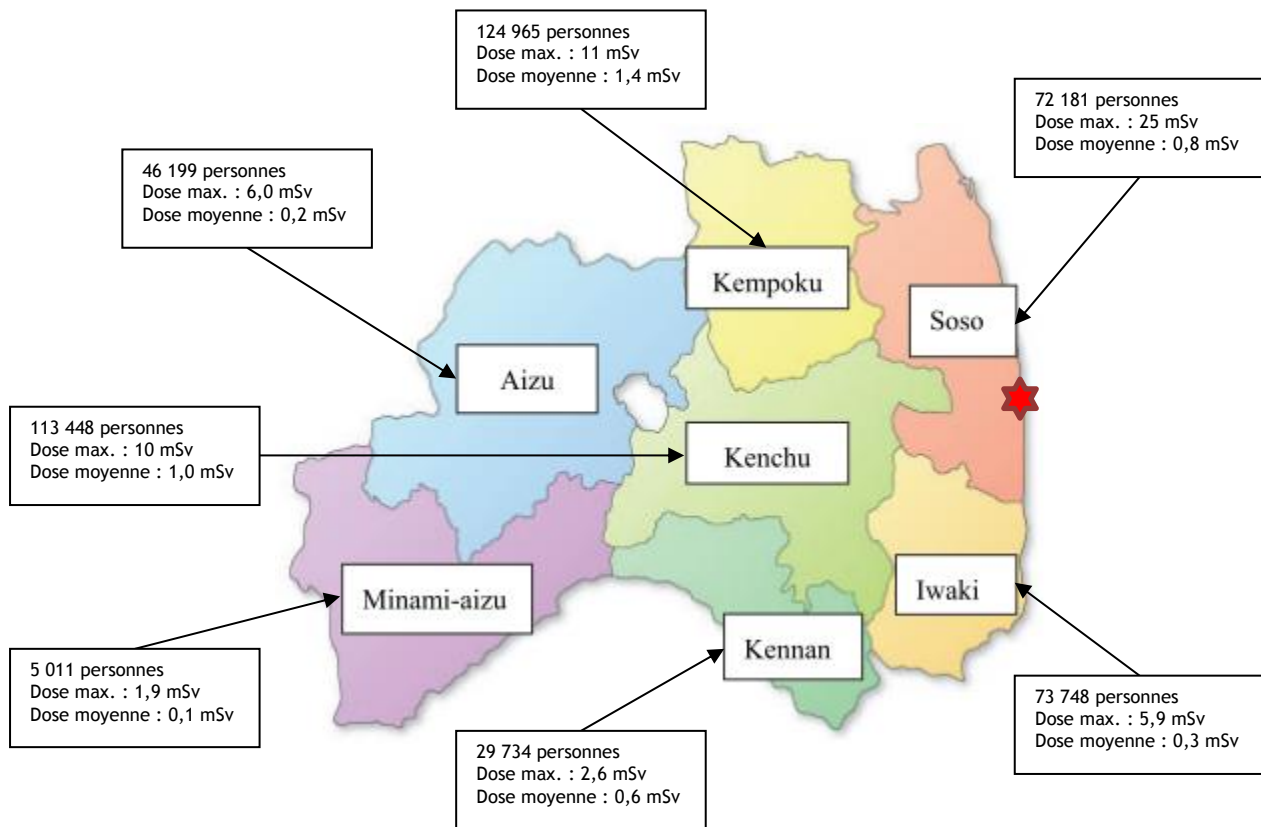 124 965 personnes
Dose max. : 11 mSv
Dose moyenne : 1,4 mSv
72 181 personnes
Dose max. : 25 mSv
Dose moyenne : 0,8 mSv
46 199 personnes
Dose max. : 6,0 mSv
Dose moyenne : 0,2 mSv
Kempoku
Soso
Aizu
113 448 personnes
Dose max. : 10 mSv
Dose moyenne : 1,0 mSv
Kenchu
Minami-aizu
Iwaki
Kennan
5 011 personnes
Dose max. : 1,9 mSv
Dose moyenne : 0,1 mSv
73 748 personnes
Dose max. : 5,9 mSv
Dose moyenne : 0,3 mSv
29 734 personnes
Dose max. : 2,6 mSv
Dose moyenne : 0,6 mSv